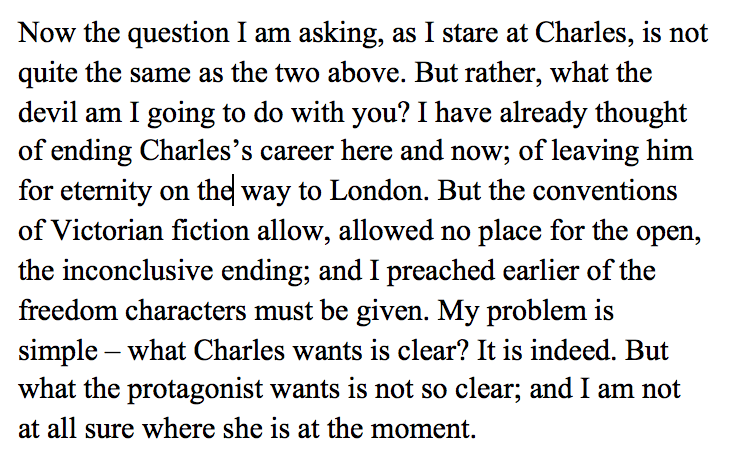 Now the question I am asking, as I stare at Charles, is not
quite the same as the two above. But rather, what the
devil am I going to do with you? I have already thought
of ending Charles’s career here and now; of leaving him
for eternity on the way to London. But the conventions
of Victorian fiction allow, allowed no place for the open,
the inconclusive ending; and I preached earlier of the
freedom characters must be given. My problem is
simple – what Charles wants is clear? It is indeed. But
what the protagonist wants is not so clear; and I am not
at all sure where she is at the moment.